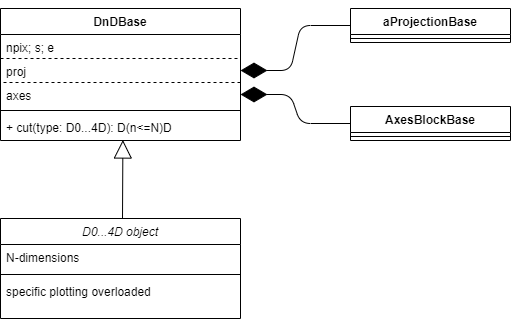 DnDBase
npix; s; e
proj
axes
+ cut(type: D0...4D): D(n<=N)D
aProjectionBase
AxesBlockBase
D0...4D object
N-dimensions
specific plotting overloaded